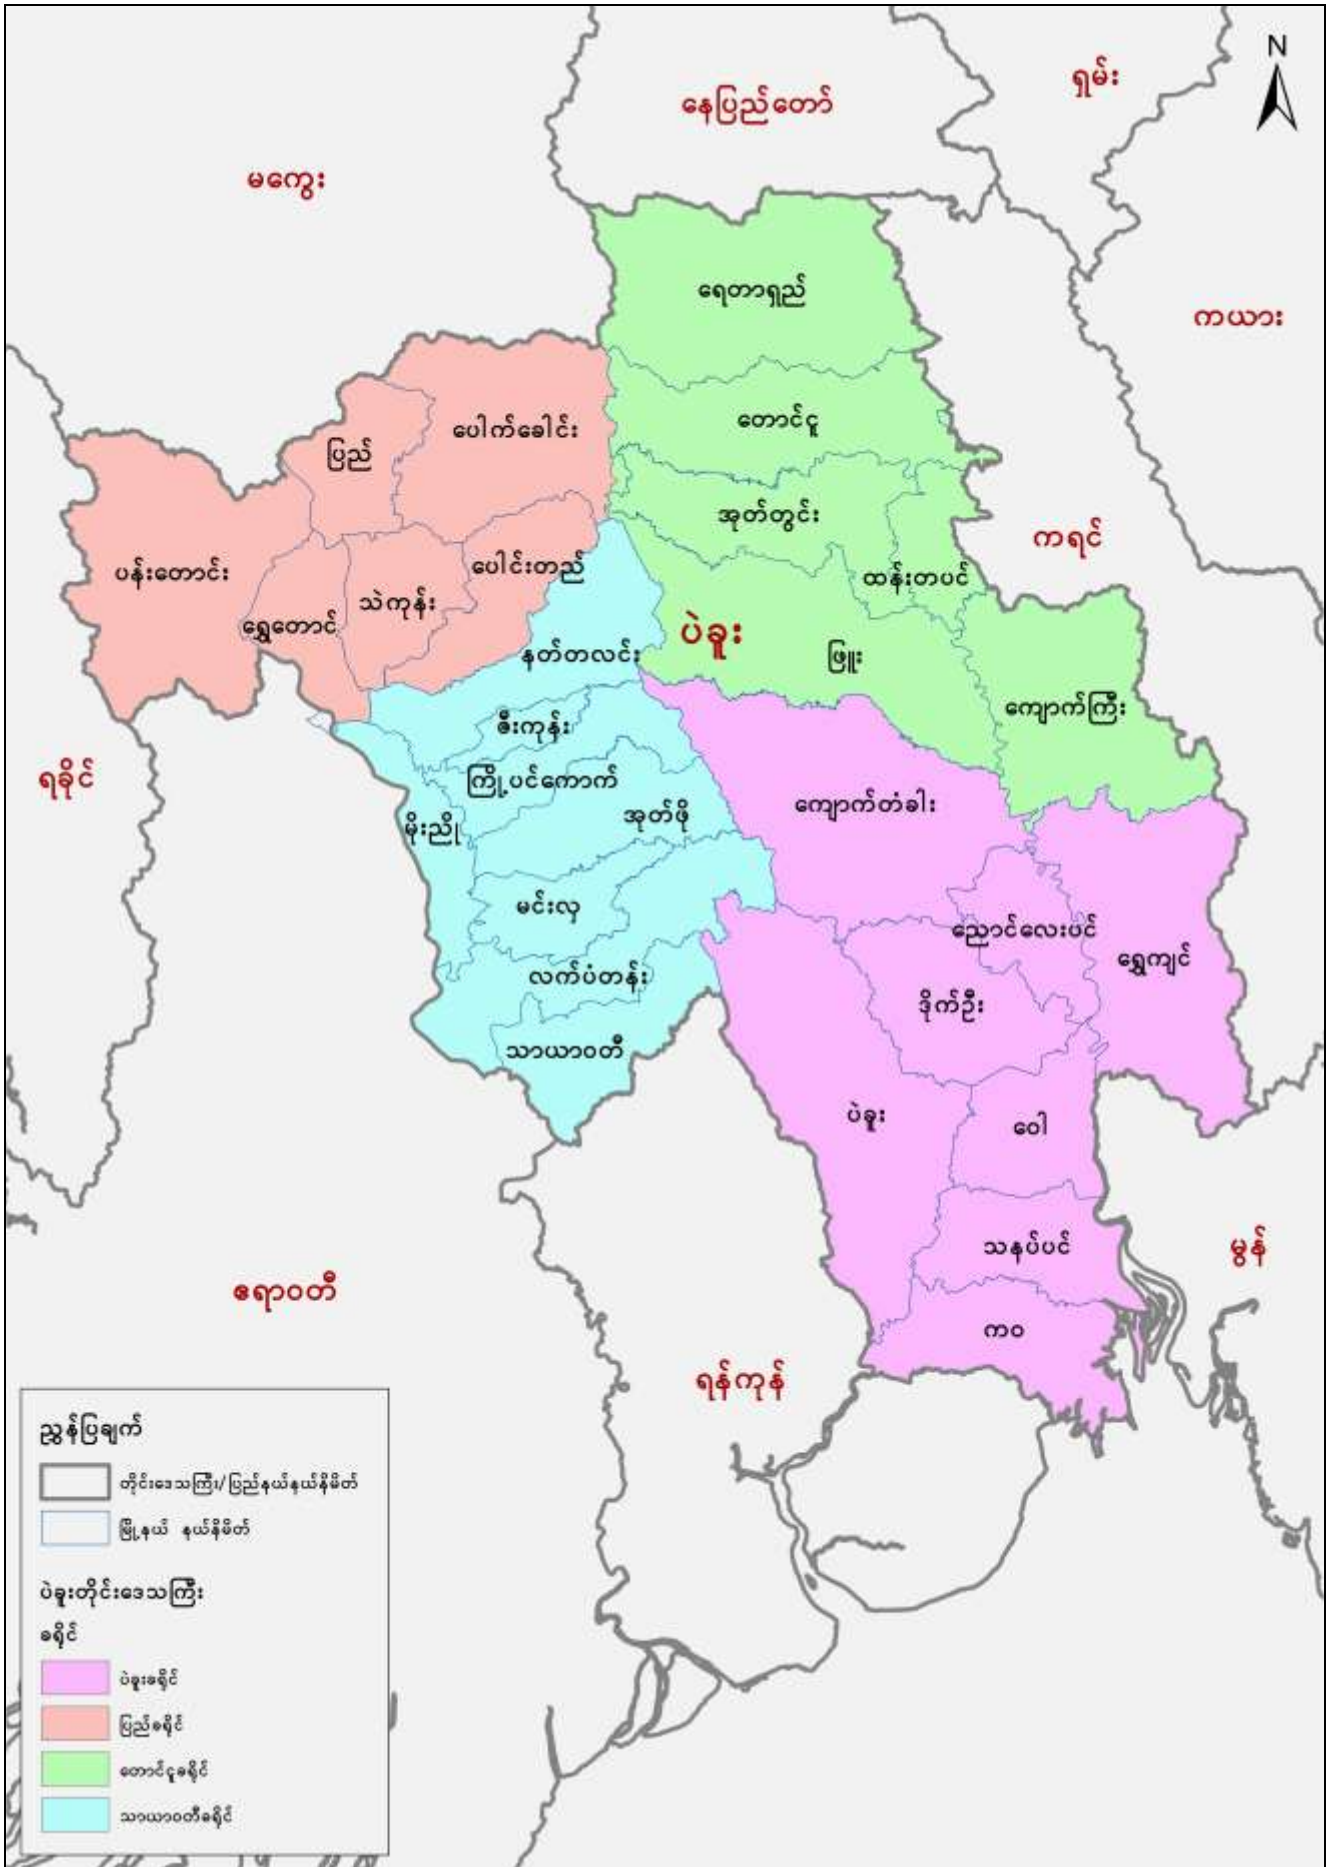 N
ရှမ်း
နေပြည်တော်
မကွေး
ရေတာရှည်
ကယား
တောင်ငူ
ပေါက်ခေါင်း
ပြည်
အုတ်တွင်း
ကရင်
ပေါင်းတည်
ပန်းတောင်း
ထန်းတပင်
သဲကုန်း
ရွှေတောင်
ပဲခူး
နတ်တလင်း
ဖြူး
ကျောက်ကြီး
ဇီးကုန်း
ရခိုင်
ကြို့ပင်ကောက်
ကျောက်တံခါး
အုတ်ဖို
မိုးညို
မင်းလှ
ညောင်လေးပင်
ရွှေကျင်
လက်ပံတန်း
ဒိုက်ဦး
သာယာဝတီ
ပဲခူး
ဝေါ
သနပ်ပင်
မွန်
ဧရာဝတီ
ကဝ
ရန်ကုန်
ညွှန်ပြချက်
တိုင်းဒေသကြီး/ပြည်နယ်နယ်နိမိတ်
မြို့နယ် နယ်နိမိတ်
ပဲခူးတိုင်းဒေသကြီး
ခရိုင်
ပဲခူးခရိုင်
ပြည်ခရိုင်
တောင်ငူခရိုင်
သာယာဝတီခရိုင်